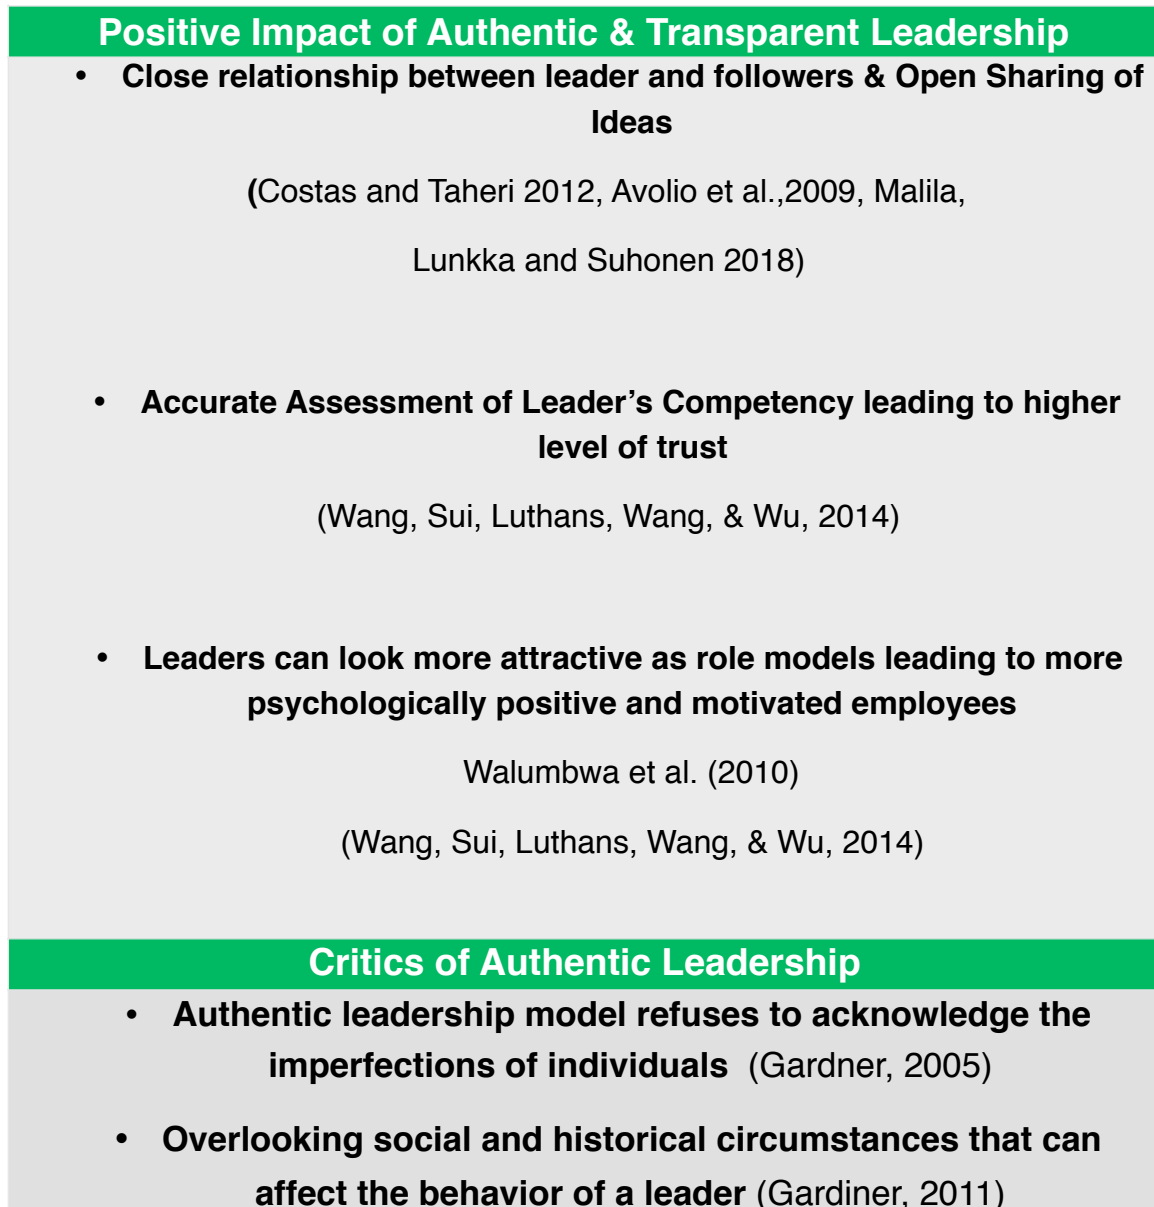 Positive Impact of Authentic & Transparent Leadership
• Close relationship between leader and followers & Open Sharing of
Ideas
(Costas and Taheri 2012, Avolio et al.,2009, Malila,
Lunkka and Suhonen 2018)
• Accurate Assessment of Leader’s Competency leading to higher
level of trust
(Wang, Sui, Luthans, Wang, & Wu, 2014)
• Leaders can look more attractive as role models leading to more
psychologically positive and motivated employees
Walumbwa et al. (2010)
(Wang, Sui, Luthans, Wang, & Wu, 2014)
Critics of Authentic Leadership
• Authentic leadership model refuses to acknowledge the
imperfections of individuals (Gardner, 2005)
• Overlooking social and historical circumstances that can
affect the behavior of a leader (Gardiner, 2011)